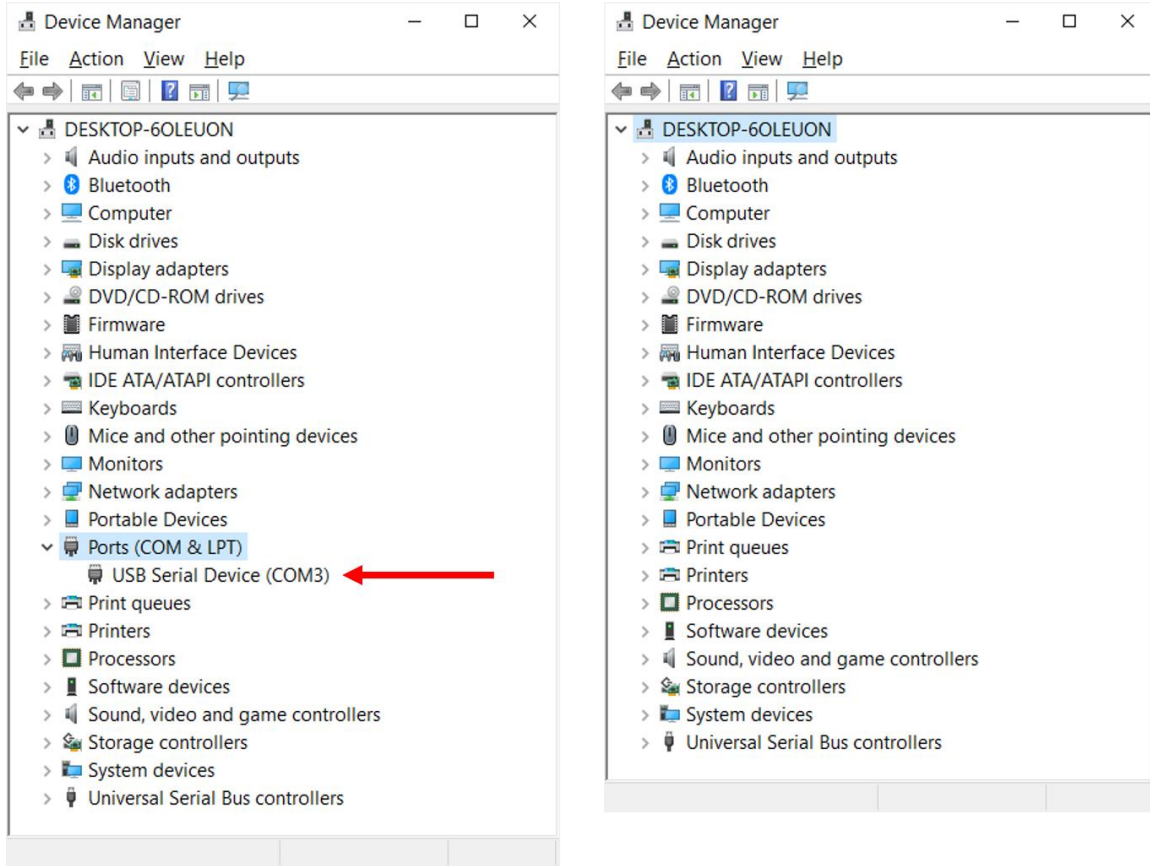 Device Manager
File Action View Help
DESKTOP-6OLEUON
Audio inputs and outputs
Bluetooth
Computer
Disk drives
Display adapters
DVD/CD-ROM drives
Firmware
Human Interface Devices
IDE ATA/ATAPI controllers
Keyboards
Mice and other pointing devices
Monitors
Network adapters
Portable Devices
Ports (COM & LPT)
USB Serial Device (COM3)
Print queues
Printers
Processors
Software devices
Sound, video and game controllers
Storage controllers
System devices
Universal Serial Bus controllers
Device Manager
File Action View Help
DESKTOP-6OLEUON
Audio inputs and outputs
Bluetooth
Computer
Disk drives
Display adapters
DVD/CD-ROM drives
Firmware
Human Interface Devices
IDE ATA/ATAPI controllers
Keyboards
Mice and other pointing devices
Monitors
Network adapters
Portable Devices
Print queues
Printers
Processors
Software devices
Sound, video and game controllers
Storage controllers
System devices
Universal Serial Bus controllers